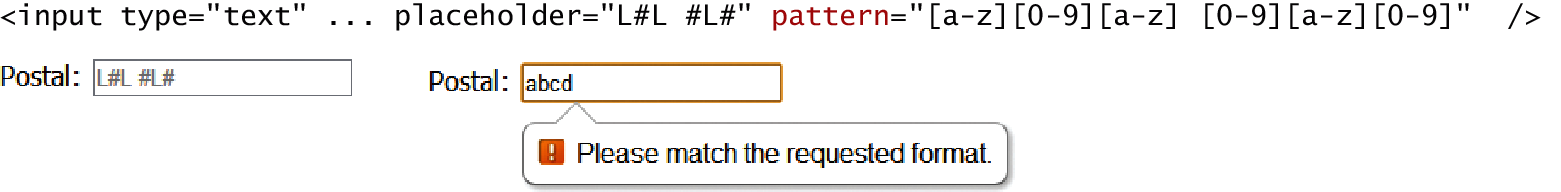 <input type="text" ... placeholder="L#L #L#" pattern="[a-z][0-9][a-z] [0-9][a-z][0-9]" />
Postal: L#L #L# Postal: abcd
Please match the requested format.